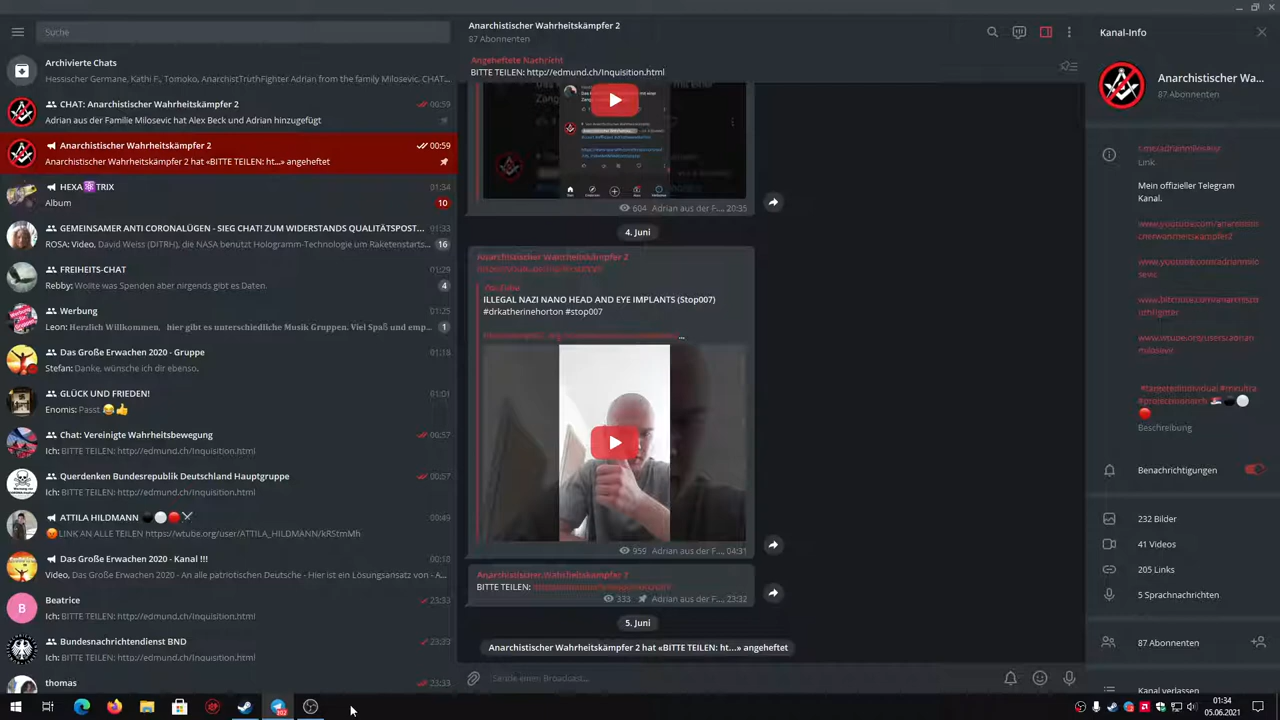 Suche
Archivierte Chats
Hessischer Germane, Kathi F., Tomoko, AnarchistTruthFighter Adrian from the family Milosevic, CHAT...
CHAT: Anarchistischer Wahrheitskämpfer 2
00:59
Adrian aus der Familie Milosevic hat Alex Beck und Adrian hinzugefügt
Anarchistischer Wahrheitskämpfer 2
00:59
Anarchistischer Wahrheitskämpfer 2 hat «BITTE TEILEN: ht...» angeheftet
HEXA⚛TRIX
01:34
Album
10
GEMEINSAMER ANTI CORONALÜGEN - SIEG CHAT! ZUM WIDERSTANDS QUALITÄTSPOST...
01:33
ROSA: Video, David Weiss (DITRH), die NASA benutzt Hologramm-Technologie um Raketenstarts...
16
FREIHEITS-CHAT
01:29
Rebby: Wollte was Spenden aber nirgends gibt es Daten.
4
Werbung
01:25
Leon: Herzlich Willkommen, hier gibt es unterschiedliche Musik Gruppen. Viel Spaß und emp...
1
Das Große Erwachen 2020 - Gruppe
01:18
Stefan: Danke, wünsche ich dir ebenso.
GLÜCK UND FRIEDEN!
01:01
Enomis: Passt 😂👍
Chat: Vereinigte Wahrheitsbewegung
00:57
Ich: BITTE TEILEN: http://edmund.ch/Inquisition.html
Querdenken Bundesrepublik Deutschland Hauptgruppe
00:57
Ich: BITTE TEILEN: http://edmund.ch/Inquisition.html
ATTILA HILDMANN ⚫⚪🔴⚔
00:49
😡LINK AN ALLE TEILEN https://wtube.org/user/ATTILA_HILDMANN/kRStmMh
Das Große Erwachen 2020 - Kanal !!!
00:18
Video, Das Große Erwachen 2020 - An alle patriotischen Deutsche - Hier ist ein Lösungsansatz von - A...
B
Beatrice
23:33
Ich: BITTE TEILEN: http://edmund.ch/Inquisition.html
Bundesnachrichtendienst BND
23:33
Ich: BITTE TEILEN: http://edmund.ch/Inquisition.html
thomas
23:33
Anarchistischer Wahrheitskämpfer 2
87 Abonnenten
Angeheftete Nachricht
BITTE TEILEN: http://edmund.ch/Inquisition.html
604 Adrian aus der F..., 20:35
4. Juni
Anarchistischer Wahrheitskämpfer 2
YouTube
ILLEGAL NAZI NANO HEAD AND EYE IMPLANTS (Stop007)
#drkatherinehorton #stop007
...
959 Adrian aus der F..., 04:31
Anarchistischer Wahrheitskämpfer 2
BITTE TEILEN:
333 Adrian aus der F..., 23:32
5. Juni
Anarchistischer Wahrheitskämpfer 2 hat «BITTE TEILEN: ht...» angeheftet
Sende einen Broadcast...
Kanal-Info
Anarchistischer Wa...
87 Abonnenten
Link
Mein offizieller Telegram
Kanal.
#targetedindividual #mkultra
Beschreibung
Benachrichtigungen
232 Bilder
41 Videos
205 Links
5 Sprachnachrichten
87 Abonnenten
Kanal verlassen
01:34
05.06.2021